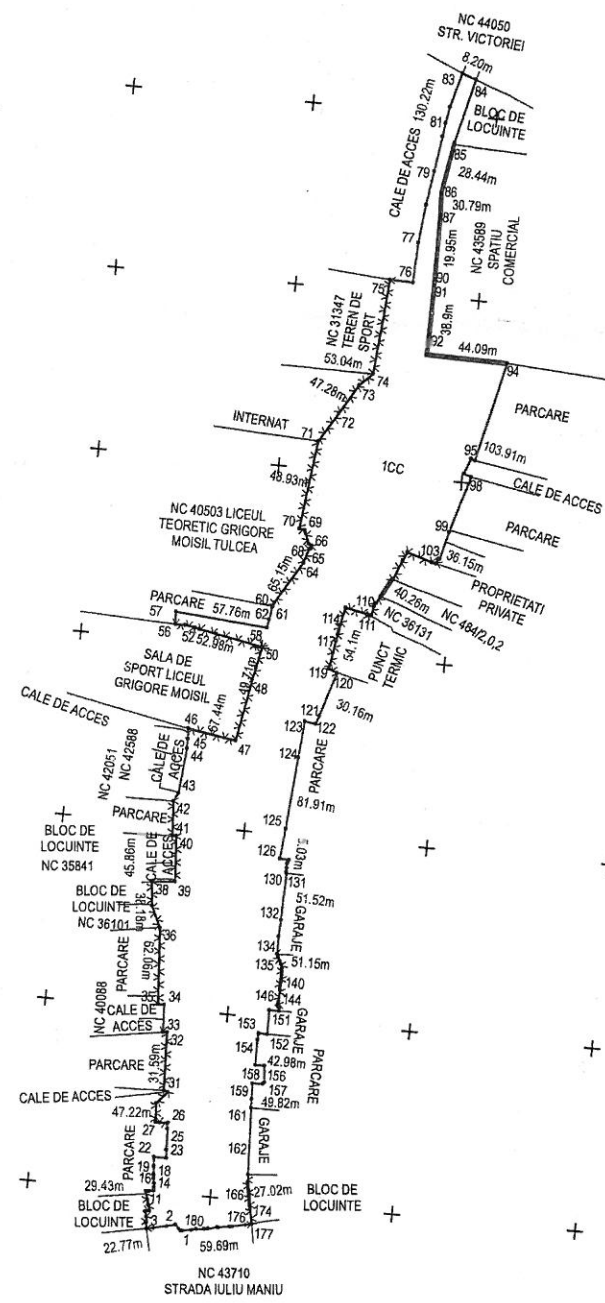 NC 44050
STR. VICTORIEI
8.20m
83
84
BLOC DE
LOCUINTE
81
130.22m
CALE DE ACCES
85
28.44m
79
86
30.79m
87
NC 43589
SPATIU
COMERCIAL
19.95m
77
76
75
90
91
38.9m
92
44.09m
94
NC 31347
TEREN DE
SPORT
53.04m
74
73
47.28m
72
PARCARE
INTERNAT
71
95
103.91m
1CC
48.93m
98
CALE DE ACCES
NC 40503 LICEUL
TEORETIC GRIGORE
MOISIL TULCEA
70
69
66
68
65
64
99
PARCARE
103
36.15m
PROPRIETATI
PRIVATE
65.15m
60
61
62
40.26m
NC 484/2.0,2
PARCARE
57
57.76m
110
111
NC 36131
56
52.98m
58
114
117
54.1m
PUNCT
TERMIC
50
SALA DE
SPORT LICEUL
GRIGORE MOISIL
49.71m
48
119
120
67.44m
30.16m
CALE DE ACCES
46
45
44
47
121
122
123
NC 42051
NC 42588
CALE DE
ACCES
124
PARCARE
43
42
81.91m
PARCARE
41
40
125
BLOC DE
LOCUINTE
NC 35841
45.86m
CALE DE
ACCES
126
5.03m
38
39
130
131
BLOC DE
LOCUINTE
NC 36101
51.52m
GARAJE
132
36
134
PARCARE
62.06m
135
51.15m
140
34
146
144
NC 40088
CALE DE
ACCES
33
32
153
151
152
GARAJE
PARCARE
154
PARCARE
31.59m
42.98m
158
156
31
159
157
CALE DE ACCES
49.82m
47.22m
161
26
27
25
23
22
GARAJE
162
PARCARE
19
18
16
14
29.43m
166
27.02m
BLOC DE
LOCUINTE
BLOC DE
LOCUINTE
174
3
2
180
176
177
1
22.77m
59.69m
NC 43710
STRADA IULIU MANIU